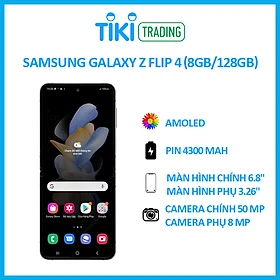 TIKI
TRADING
SAMSUNG GALAXY Z FLIP 4 (8GB/128GB)
AMOLED
PIN 4300 MAH
MÀN HÌNH CHÍNH 6.8"
MÀN HÌNH PHỤ 3.26"
CAMERA CHÍNH 50 MP
CAMERA PHỤ 8 MP